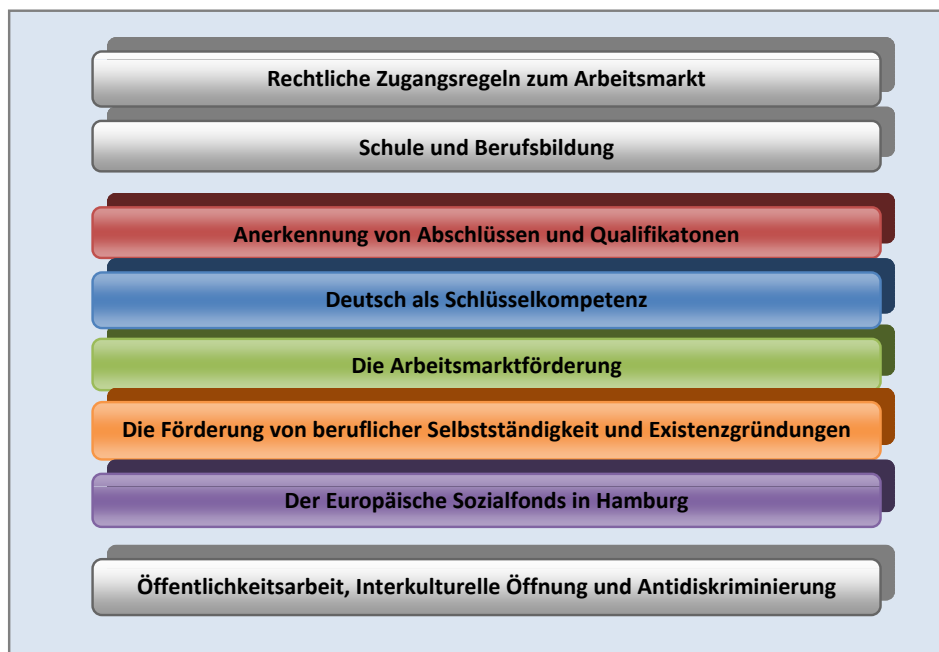 Rechtliche Zugangsregeln zum Arbeitsmarkt
Schule und Berufsbildung
Anerkennung von Abschlüssen und Qualifikatonen
Deutsch als Schlüsselkompetenz
Die Arbeitsmarktförderung
Die Förderung von beruflicher Selbstständigkeit und Existenzgründungen
Der Europäische Sozialfonds in Hamburg
Öffentlichkeitsarbeit, Interkulturelle Öffnung und Antidiskriminierung